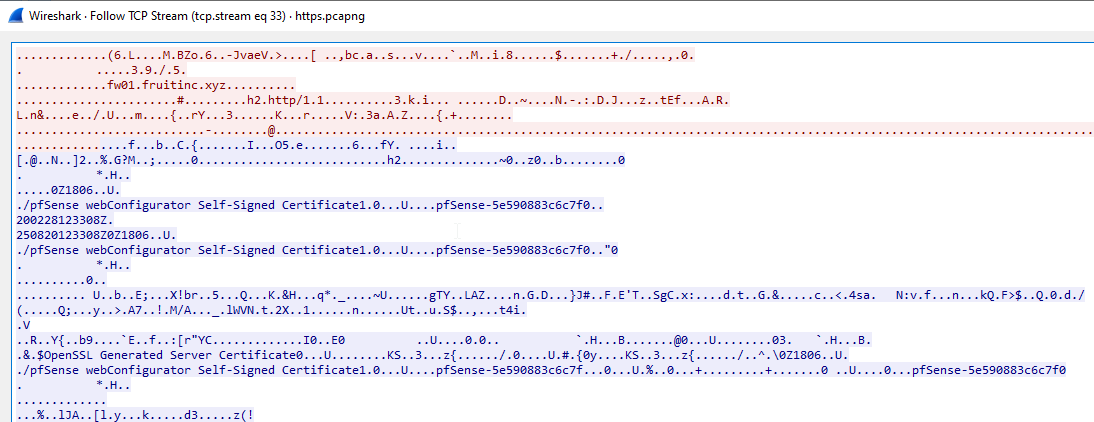 Wireshark · Follow TCP Stream (tcp.stream eq 33) · https.pcapng
.............(6.L....M.BZo.6..-JvaeV.>....[ ..,bc.a..s...v....`..M..i.8......$.......+./.....,.0.
.          .....3.9./.5.
.............fw01.fruitinc.xyz..........
.......................#.........h2.http/1.1..........3.k.i... ......D..~....N.-.:.D.J...z..tEf...A.R.
L.n&....e../.U...m....{..rY...3......K...r.....V:.3a.A.Z....{.+........
...........................-........@..............................................................................................................
................f...b..C.{.......I...O5.e.......6...fY. ....i..
[.@..N..]2..%.G?M..;.....0...........................h2..............~0..z0..b........0
.          *.H..
.....0Z1806..U.
./pfSense webConfigurator Self-Signed Certificate1.0...U....pfSense-5e590883c6c7f0..
200228123308Z.
250820123308Z0Z1806..U.
./pfSense webConfigurator Self-Signed Certificate1.0...U....pfSense-5e590883c6c7f0.."0
.          *.H..
..........0..
.......... U..b..E;...X!br..5...Q...K.&H...q*._....~U......gTY..LAZ....n.G.D...}J#..F.E'T..SgC.x:....d.t..G.&.....c..<.4sa.   N:v.f...n...kQ.F>$..Q.0.d./
(.....Q;...y..>.A7..!.M/A..._.lWVN.t.2X..1......n......Ut..u.S$..,...t4i.
.V
..R..Y{..b9....`E..f..:[r"YC.............I0..E0          ..U....0.0..          `.H...B.......@0...U........03.    `.H...B.
.&.$OpenSSL Generated Server Certificate0...U........KS..3...z{....../.0....U.#.{0y....KS..3...z{....../..^.\0Z1806..U.
./pfSense webConfigurator Self-Signed Certificate1.0...U....pfSense-5e590883c6c7f...0...U.%..0...+.........+.......0 ..U....0...pfSense-5e590883c6c7f0
.          *.H..
.............
...%..lJA..[l.y...k.....d3.....z(!